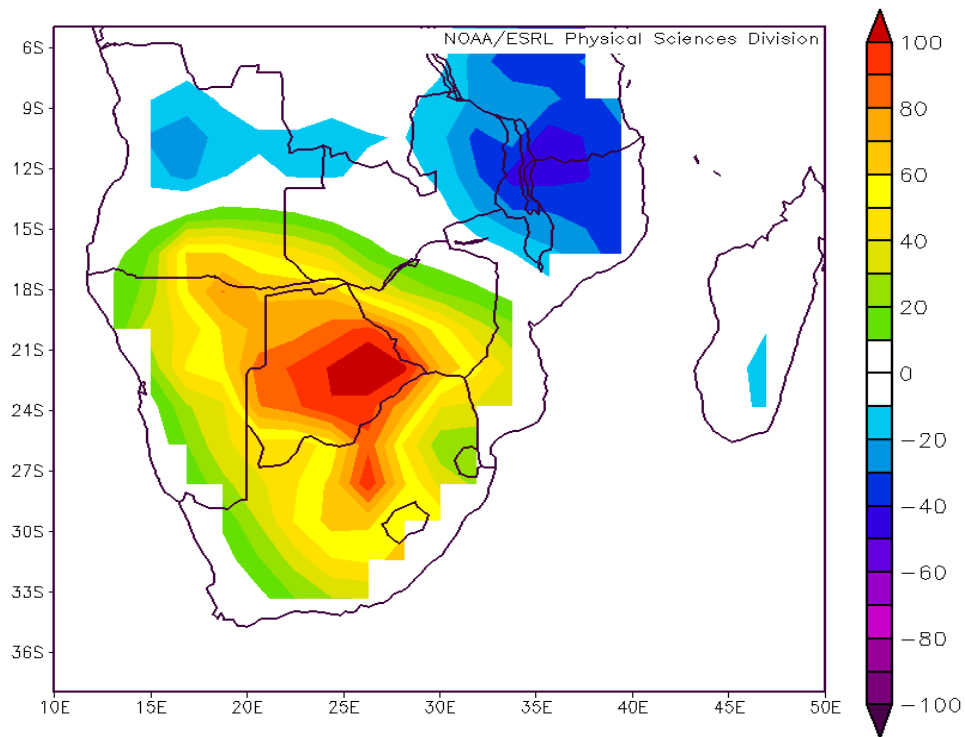 NOAA/ESRL Physical Sciences Division
6S
9S
12S
15S
18S
21S
24S
27S
30S
33S
36S
10E 15E 20E 25E 30E 35E 40E 45E 50E
100
80
60
40
20
0
-20
-40
-60
-80
-100